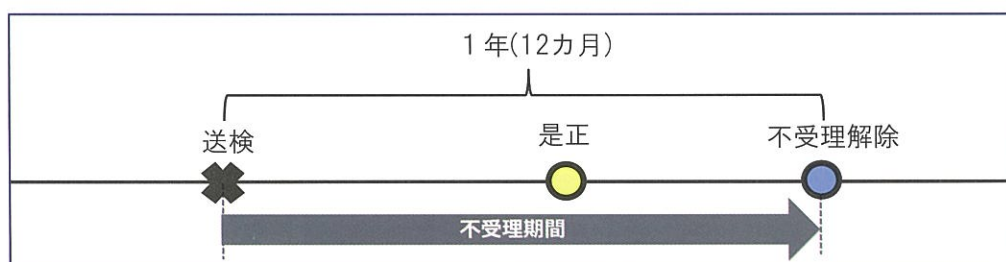 1年(12カ月)
送検
是正
不受理解除
不受理期間